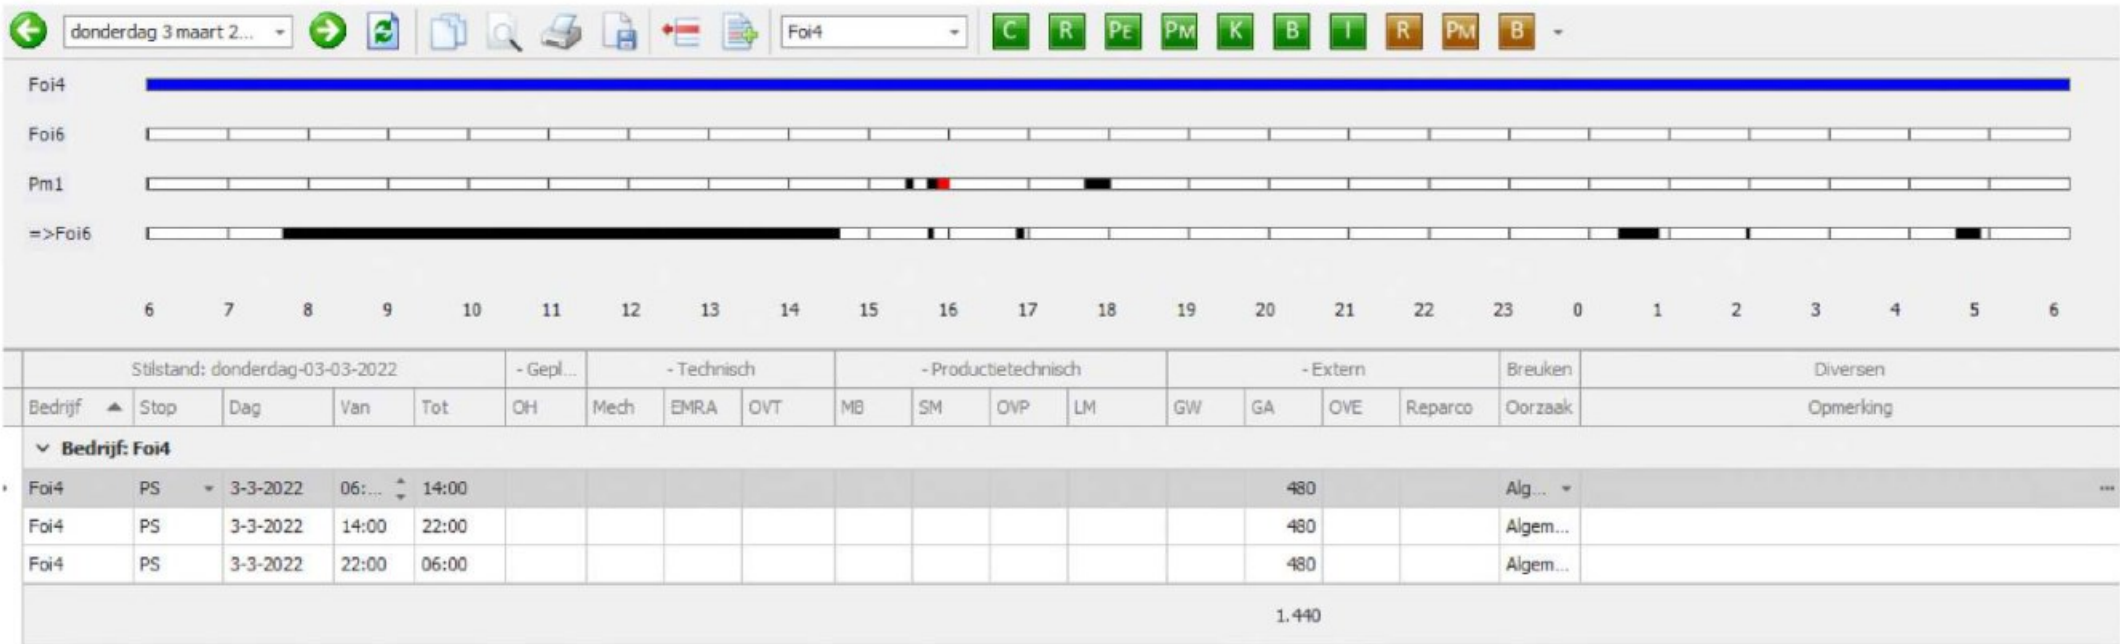 donderdag 3 maart 2... Foi4 C R PE PM K B I R PM B
Foi4
Foi6
Pm1
=>Foi6
6 7 8 9 10 11 12 13 14 15 16 17 18 19 20 21 22 23 0 1 2 3 4 5 6
Stilstand: donderdag-03-03-2022 - Gepl... - Technisch - Productietechnisch - Extern Breuken Diversen
Bedrijf Stop Dag Van Tot OH Mech EMRA OVT MB SM OVP LM GW GA OVE Reparco Oorzaak Opmerking
Bedrijf: Foi4
Foi4 PS 3-3-2022 06:... 14:00 480 Alg... ...
Foi4 PS 3-3-2022 14:00 22:00 480 Algem...
Foi4 PS 3-3-2022 22:00 06:00 480 Algem...
1.440